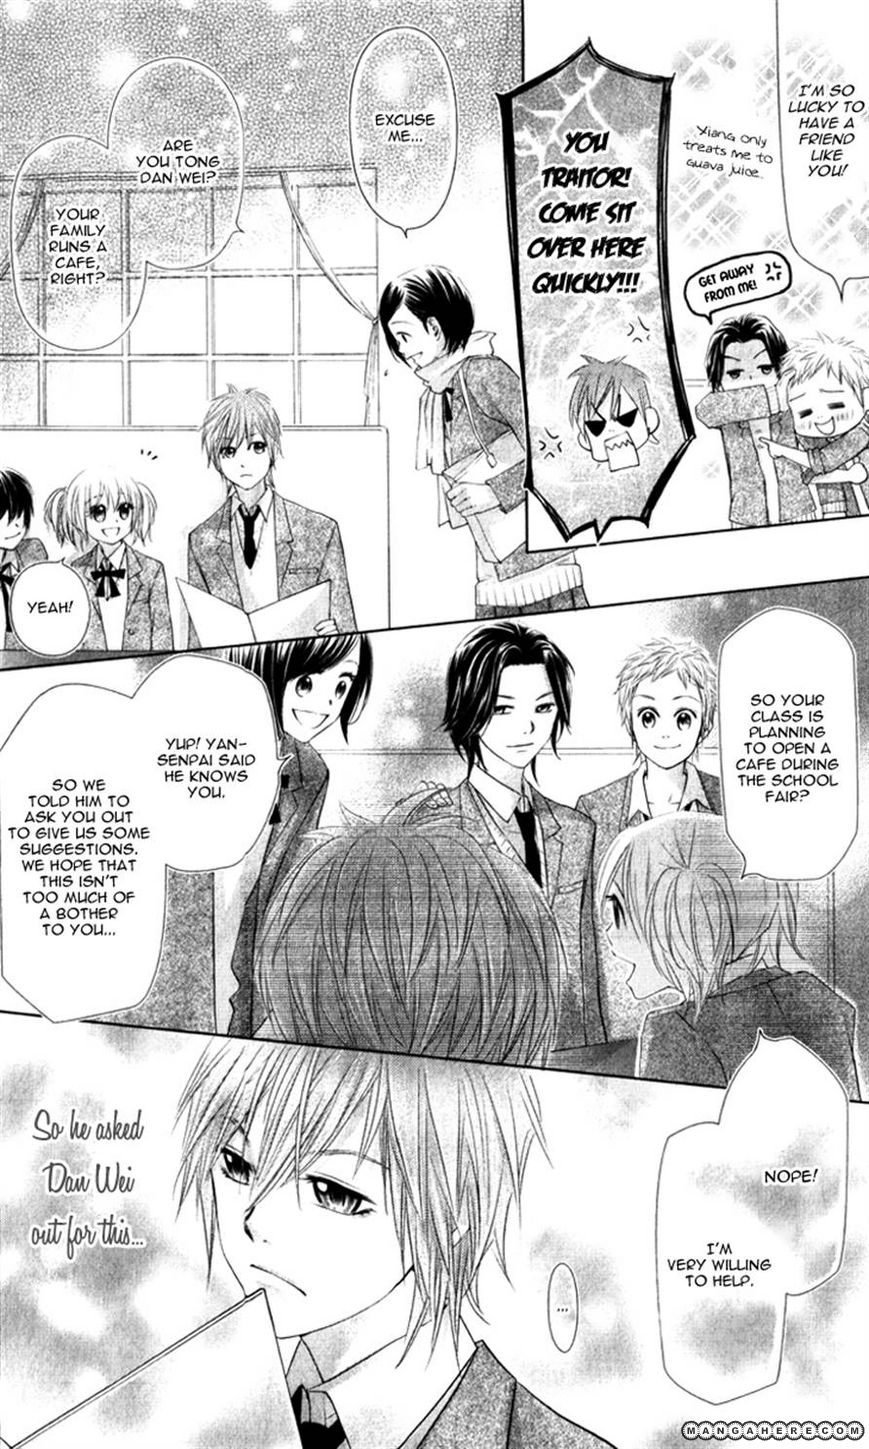 I'M SO
LUCKY TO
HAVE A
FRIEND
LIKE
YOU!
Xiang only
treats me to
Guava juice.
GET AWAY
FROM ME!
YOU
TRAITOR!
COME SIT
OVER HERE
QUICKLY!!!
EXCUSE
ME...
ARE
YOU TONG
DAN WEI?
YOUR
FAMILY
RUNS A
CAFE,
RIGHT?
YEAH!
SO YOUR
CLASS IS
PLANNING
TO OPEN A
CAFE DURING
THE SCHOOL
FAIR?
YUP! YAN-
SENPAI SAID
HE KNOWS
YOU.
SO WE
TOLD HIM TO
ASK YOU OUT
TO GIVE US SOME
SUGGESTIONS.
WE HOPE THAT
THIS ISN'T
TOO MUCH OF
A BOTHER
TO YOU...
NOPE!
I'M
VERY WILLING
TO HELP.
...
So he asked
Dan Wei
out for this...
MANGAHERE.COM